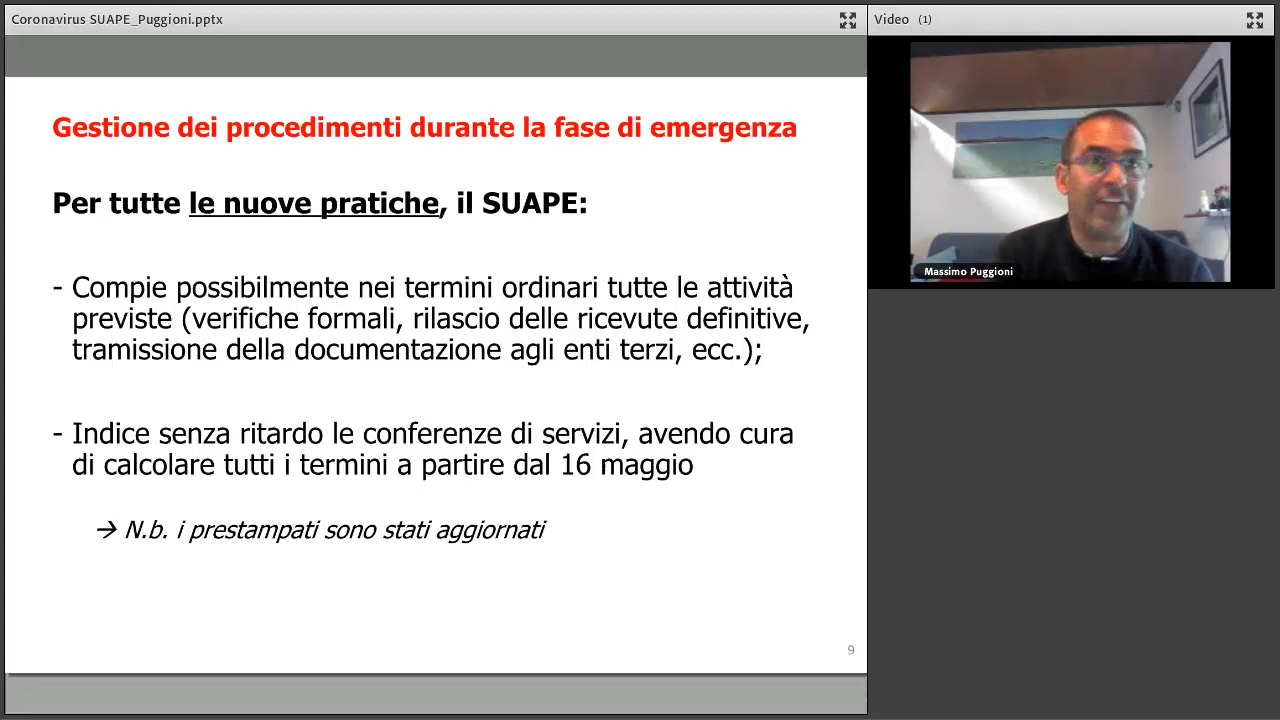 Coronavirus SUAPE_Puggioni.pptx
Video (1)
Gestione dei procedimenti durante la fase di emergenza
Per tutte le nuove pratiche, il SUAPE:
- Compie possibilmente nei termini ordinari tutte le attività
previste (verifiche formali, rilascio delle ricevute definitive,
tramissione della documentazione agli enti terzi, ecc.);
- Indice senza ritardo le conferenze di servizi, avendo cura
di calcolare tutti i termini a partire dal 16 maggio
→ N.b. i prestampati sono stati aggiornati
9
Massimo Puggioni